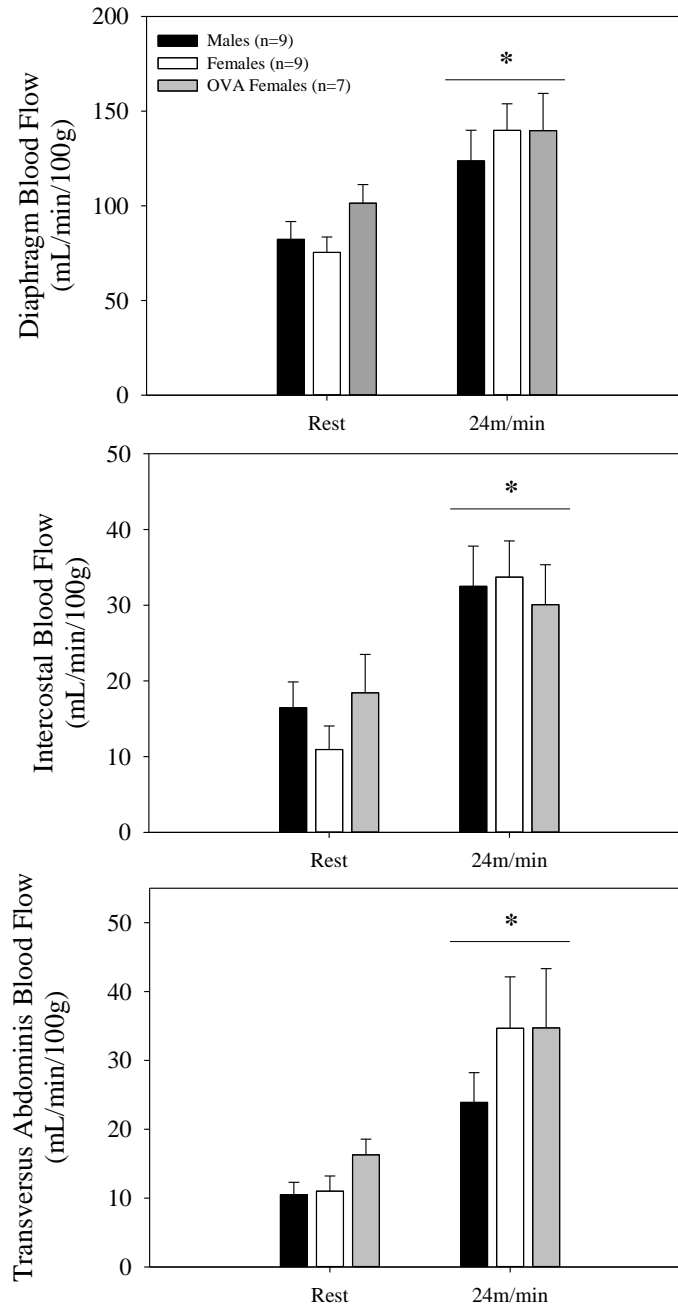 200
150
100
50
0
Diaphragm Blood Flow
(mL/min/100g)
Males (n=9)
Females (n=9)
OVA Females (n=7)
*
Rest
24m/min
50
40
30
20
10
0
Intercostal Blood Flow
(mL/min/100g)
*
Rest
24m/min
50
40
30
20
10
0
Transversus Abdominis Blood Flow
(mL/min/100g)
*
Rest
24m/min